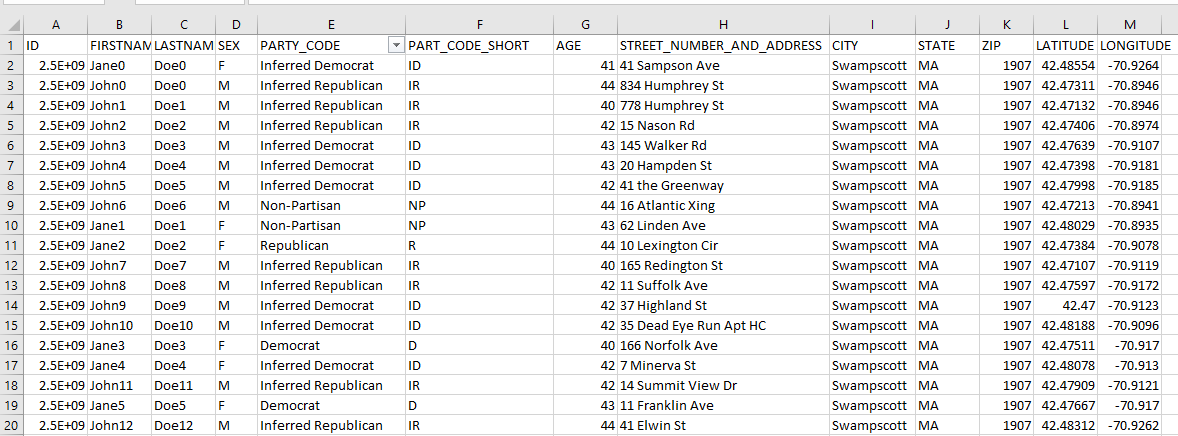 A B C D E F G H I J K L M
1 ID FIRSTNAM LASTNAM SEX PARTY_CODE PART_CODE_SHORT AGE STREET_NUMBER_AND_ADDRESS CITY STATE ZIP LATITUDE LONGITUDE
2 2.5E+09 Jane0 Doe0 F Inferred Democrat ID 41 41 Sampson Ave Swampscott MA 1907 42.48554 -70.9264
3 2.5E+09 John0 Doe0 M Inferred Republican IR 44 834 Humphrey St Swampscott MA 1907 42.47311 -70.8946
4 2.5E+09 John1 Doe1 M Inferred Republican IR 40 778 Humphrey St Swampscott MA 1907 42.47132 -70.8946
5 2.5E+09 John2 Doe2 M Inferred Republican IR 42 15 Nason Rd Swampscott MA 1907 42.47406 -70.8974
6 2.5E+09 John3 Doe3 M Inferred Democrat ID 43 145 Walker Rd Swampscott MA 1907 42.47639 -70.9107
7 2.5E+09 John4 Doe4 M Inferred Democrat ID 43 20 Hampden St Swampscott MA 1907 42.47398 -70.9181
8 2.5E+09 John5 Doe5 M Inferred Democrat ID 42 41 the Greenway Swampscott MA 1907 42.47998 -70.9185
9 2.5E+09 John6 Doe6 M Non-Partisan NP 44 16 Atlantic Xing Swampscott MA 1907 42.47213 -70.8941
10 2.5E+09 Jane1 Doe1 F Non-Partisan NP 43 62 Linden Ave Swampscott MA 1907 42.48029 -70.8935
11 2.5E+09 Jane2 Doe2 F Republican R 44 10 Lexington Cir Swampscott MA 1907 42.47384 -70.9078
12 2.5E+09 John7 Doe7 M Inferred Republican IR 40 165 Redington St Swampscott MA 1907 42.47107 -70.9119
13 2.5E+09 John8 Doe8 M Inferred Republican IR 42 11 Suffolk Ave Swampscott MA 1907 42.47597 -70.9172
14 2.5E+09 John9 Doe9 M Inferred Democrat ID 42 37 Highland St Swampscott MA 1907 42.47 -70.9123
15 2.5E+09 John10 Doe10 M Inferred Democrat ID 42 35 Dead Eye Run Apt HC Swampscott MA 1907 42.48188 -70.9096
16 2.5E+09 Jane3 Doe3 F Democrat D 40 166 Norfolk Ave Swampscott MA 1907 42.47511 -70.917
17 2.5E+09 Jane4 Doe4 F Inferred Democrat ID 42 7 Minerva St Swampscott MA 1907 42.48078 -70.913
18 2.5E+09 John11 Doe11 M Inferred Republican IR 42 14 Summit View Dr Swampscott MA 1907 42.47909 -70.9121
19 2.5E+09 Jane5 Doe5 F Democrat D 43 11 Franklin Ave Swampscott MA 1907 42.47667 -70.917
20 2.5E+09 John12 Doe12 M Inferred Republican IR 44 41 Elwin St Swampscott MA 1907 42.48312 -70.9262